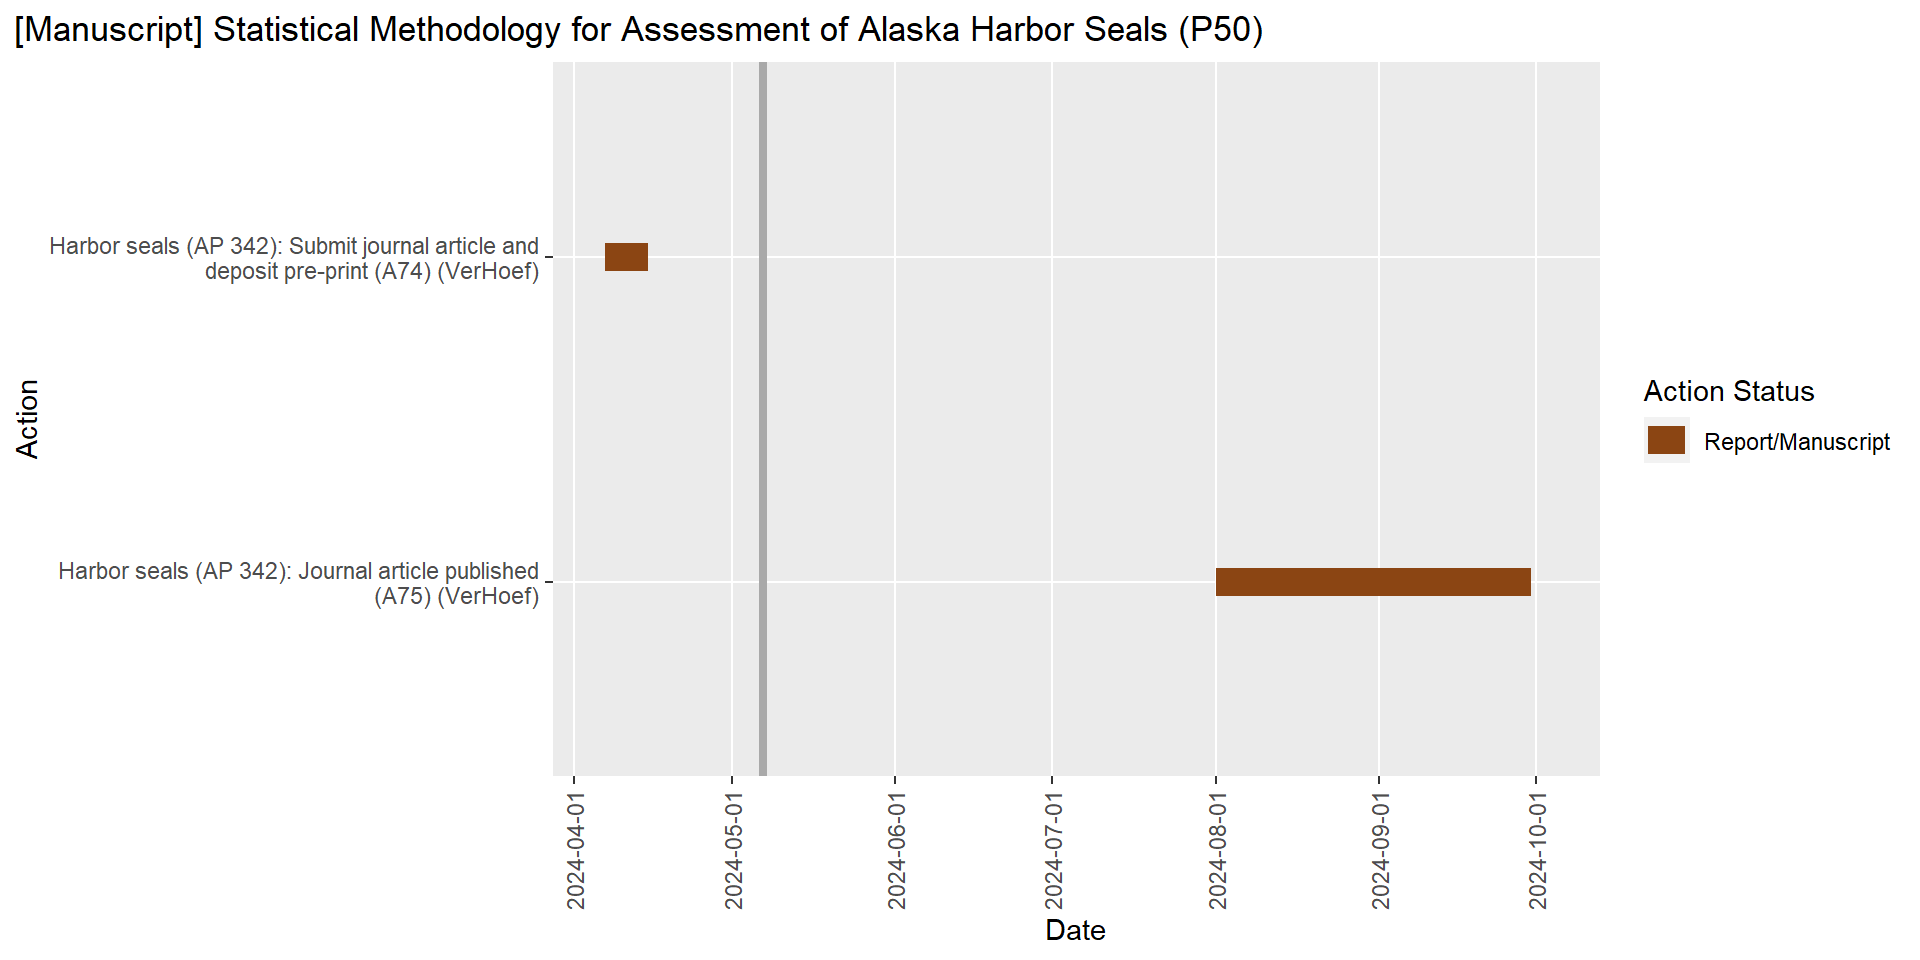 [Manuscript] Statistical Methodology for Assessment of Alaska Harbor Seals (P50)
Action
Harbor seals (AP 342): Submit journal article and
deposit pre-print (A74) (VerHoef)
Harbor seals (AP 342): Journal article published
(A75) (VerHoef)
2024-04-01
2024-05-01
2024-06-01
2024-07-01
2024-08-01
2024-09-01
2024-10-01
Date
Action Status
Report/Manuscript